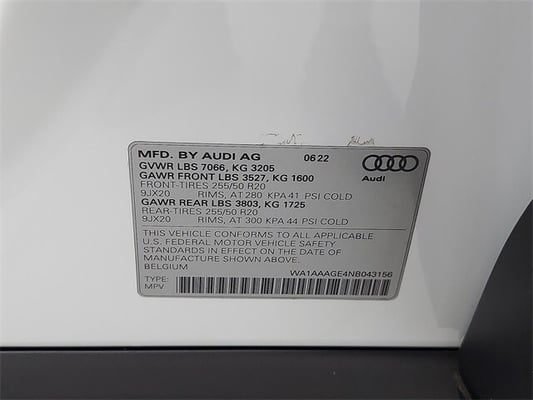 MFD. BY AUDI AG 06 22
GVWR LBS 7066, KG 3205
GAWR FRONT LBS 3527, KG 1600
FRONT-TIRES 255/50 R20
9JX20 RIMS, AT 280 KPA 41 PSI COLD
GAWR REAR LBS 3803, KG 1725
REAR-TIRES 255/50 R20
9JX20 RIMS, AT 300 KPA 44 PSI COLD
Audi
THIS VEHICLE CONFORMS TO ALL APPLICABLE
U.S. FEDERAL MOTOR VEHICLE SAFETY
STANDARDS IN EFFECT ON THE DATE OF
MANUFACTURE SHOWN ABOVE.
BELGIUM
WA1AAAGE4NB043156
TYPE:
MPV